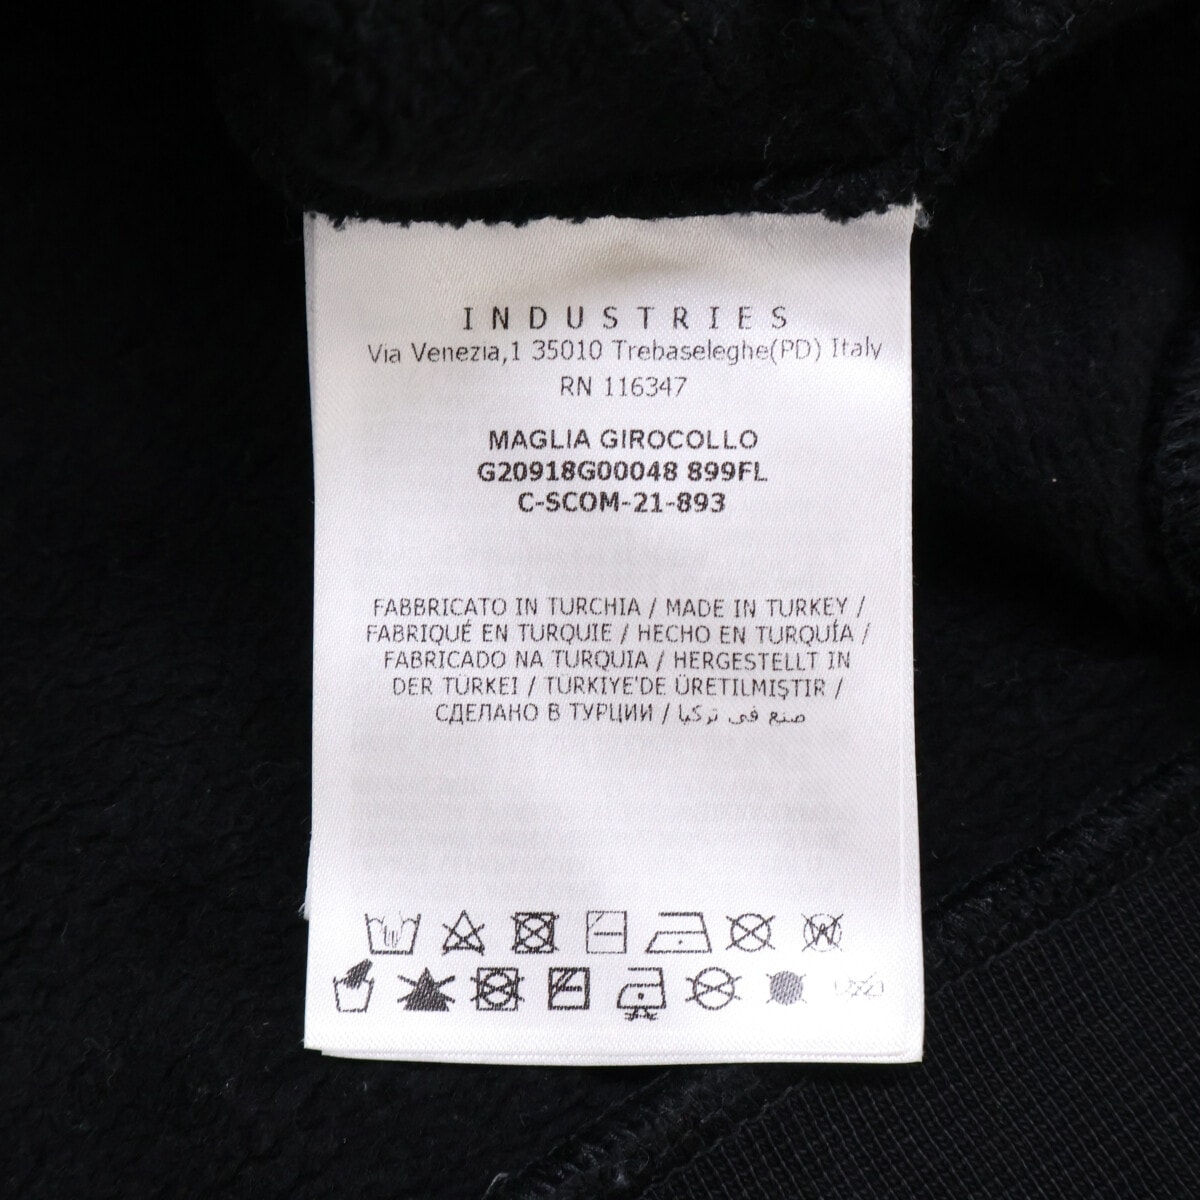 INDUSTRIES
Via Venezia,1 35010 Trebaseleghe(PD) Italy
RN 116347
MAGLIA GIROCOLLO
G20918G00048 899FL
C-SCOM-21-893
FABBRICATO IN TURCHIA / MADE IN TURKEY /
FABRIQUÉ EN TURQUIE / HECHO EN TURQUÍA /
FABRICADO NA TURQUIA / HERGESTELLT IN
DER TÜRKEI / TÜRKIYE'DE ÜRETILMIŞTIR /
СДЕЛАНО В ТУРЦИИ / صنع في تركيا
W